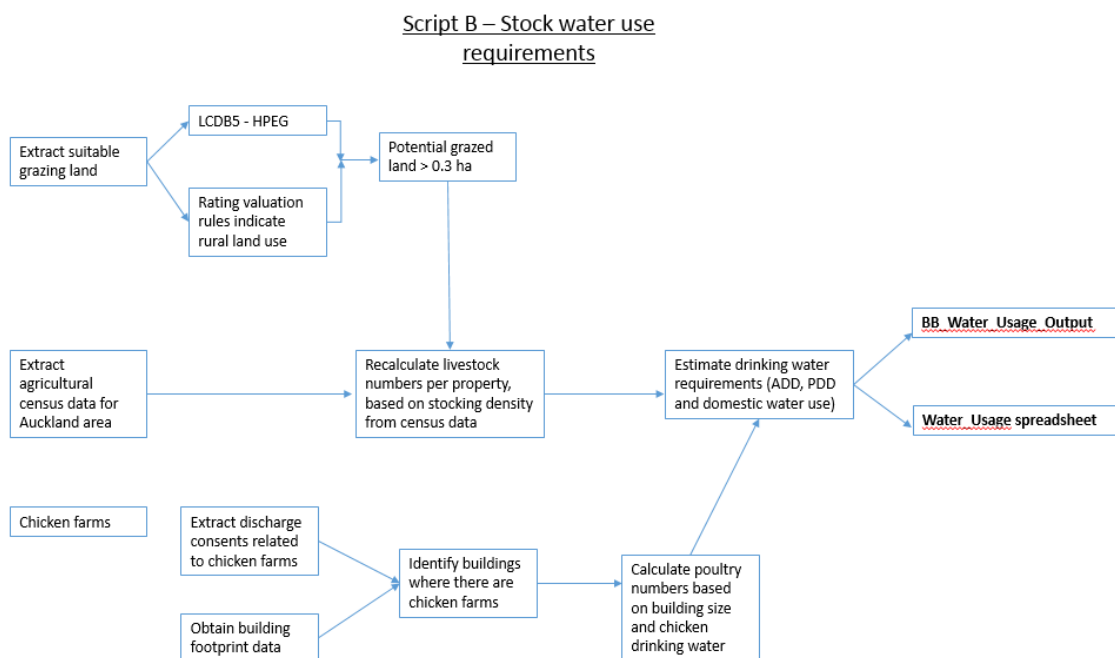 Script B – Stock water use
requirements
LCDB5 - HPEG
Extract suitable
grazing land
Potential grazed
land > 0.3 ha
Rating valuation
rules indicate
rural land use
BB_Water_Usage_Output
Extract
agricultural
census data for
Auckland area
Recalculate livestock
numbers per property,
based on stocking density
from census data
Estimate drinking water
requirements (ADD, PDD
and domestic water use)
Water_Usage spreadsheet
Chicken farms
Extract discharge
consents related
to chicken farms
Identify buildings
where there are
chicken farms
Calculate poultry
numbers based
on building size
and chicken
drinking water
Obtain building
footprint data